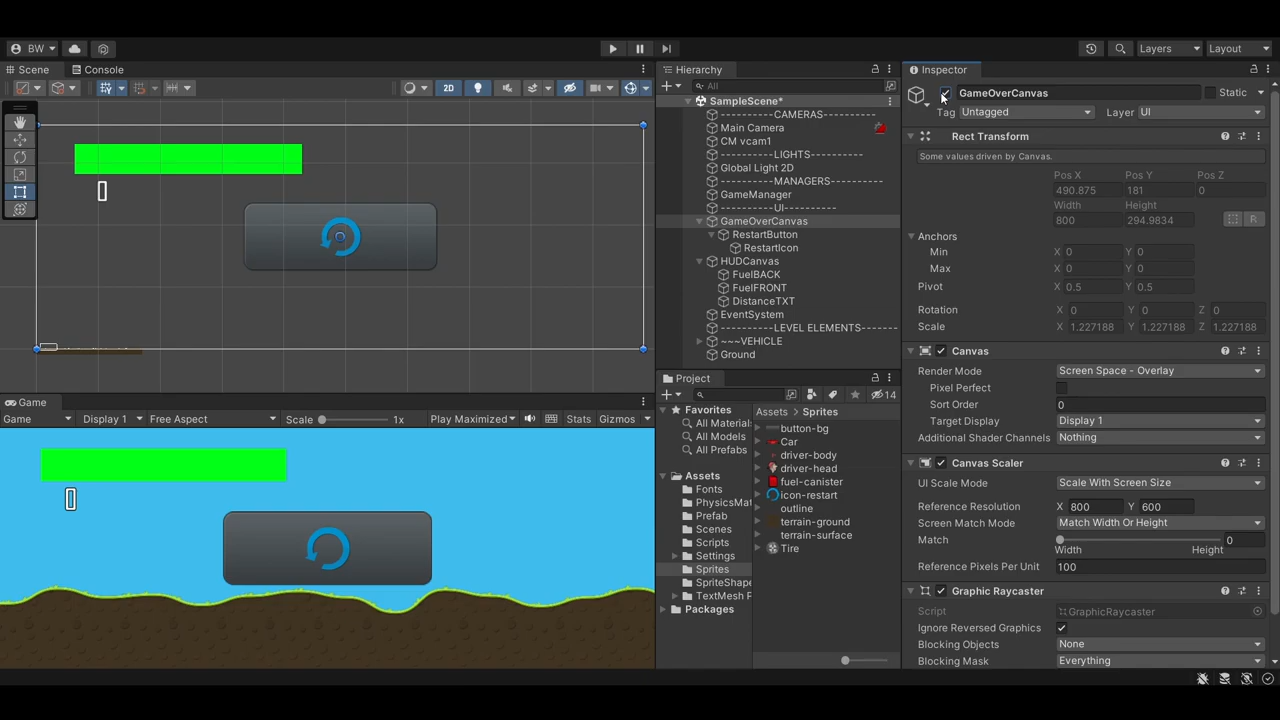 BW
Layers
Layout
Scene
Console
2D
Game
Game
Display 1
Free Aspect
Scale
1x
Play Maximized
Stats
Gizmos
Hierarchy
All
SampleScene*
----------CAMERAS----------
Main Camera
CM vcam1
----------LIGHTS----------
Global Light 2D
----------MANAGERS--------
GameManager
----------UI----------
GameOverCanvas
RestartButton
RestartIcon
HUDCanvas
FuelBACK
FuelFRONT
DistanceTXT
EventSystem
----------LEVEL ELEMENTS-------
~~~VEHICLE
Ground
Project
14
Favorites
All Material
All Models
All Prefabs
Assets
Fonts
PhysicsMat
Prefab
Scenes
Scripts
Settings
Sprites
SpriteShape
TextMesh P
Packages
Assets > Sprites
button-bg
Car
driver-body
driver-head
fuel-canister
icon-restart
outline
terrain-ground
terrain-surface
Tire
Inspector
GameOverCanvas
Static
Tag Untagged Layer UI
Rect Transform
Some values driven by Canvas.
Pos X Pos Y Pos Z
490.875 181 0
Width Height
800 294.9834
R
Anchors
Min X 0 Y 0
Max X 0 Y 0
Pivot X 0.5 Y 0.5
Rotation X 0 Y 0 Z 0
Scale X 1.227188 Y 1.227188 Z 1.227188
Canvas
Render Mode Screen Space - Overlay
Pixel Perfect
Sort Order 0
Target Display Display 1
Additional Shader Channels Nothing
Canvas Scaler
UI Scale Mode Scale With Screen Size
Reference Resolution X 800 Y 600
Screen Match Mode Match Width Or Height
Match 0
Width Height
Reference Pixels Per Unit 100
Graphic Raycaster
Script GraphicRaycaster
Ignore Reversed Graphics
Blocking Objects None
Blocking Mask Everything